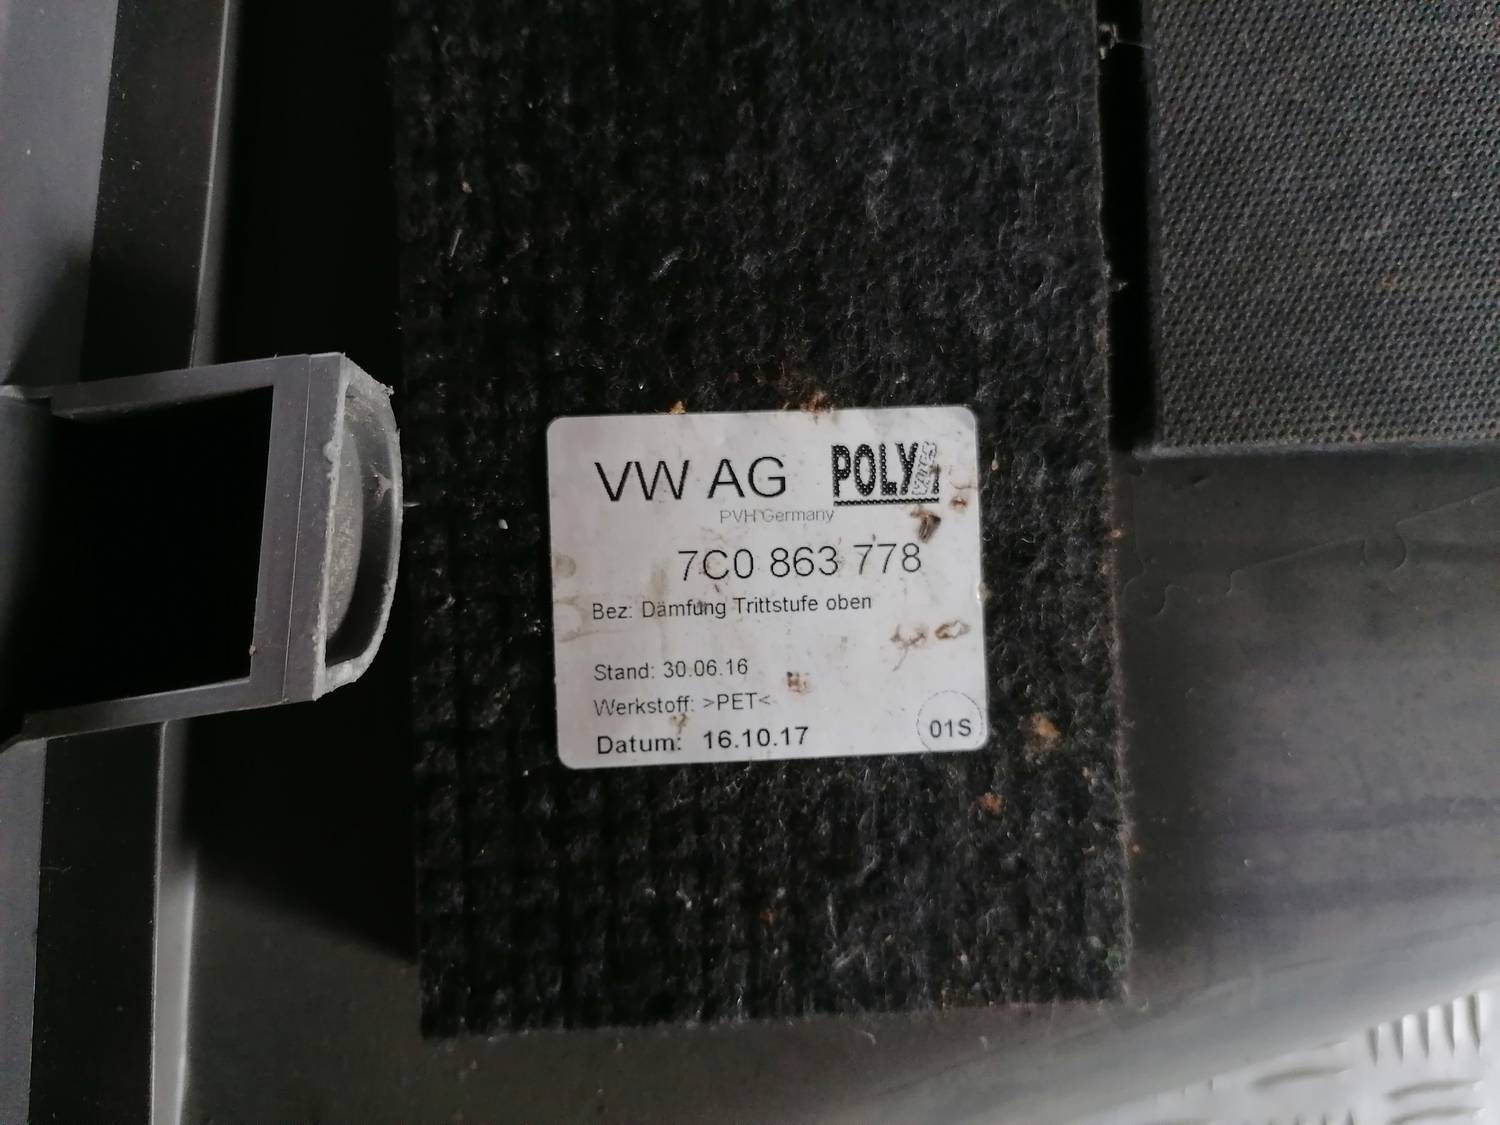 VW AG POLY
PVH Germany
7C0 863 778
Bez: Dämfung Trittstufe oben
Stand: 30.06.16
Werkstoff: >PET<
Datum: 16.10.17
01S